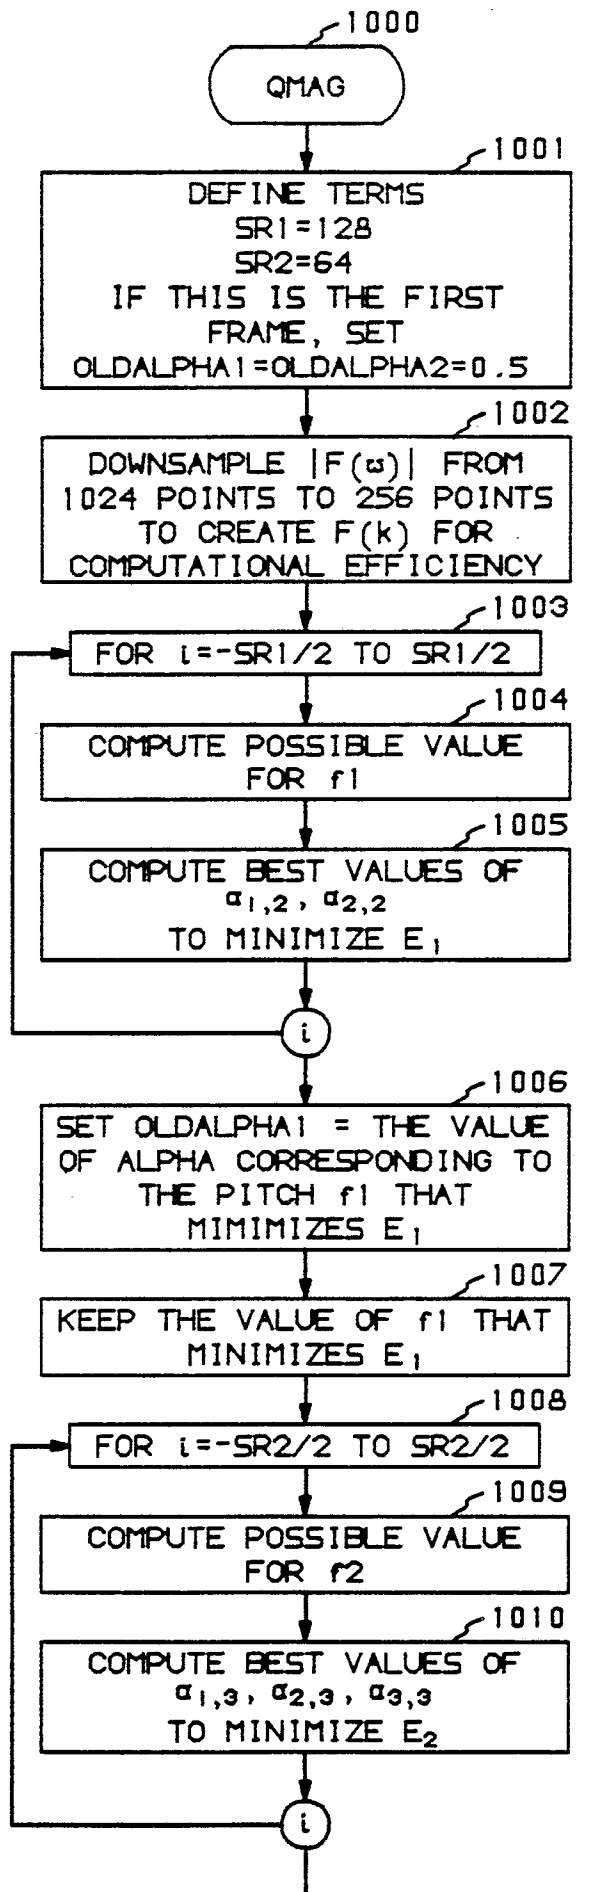 1000
QMAG
1001
DEFINE TERMS
SR1=128
SR2=64
IF THIS IS THE FIRST
FRAME, SET
OLDALPHA1=OLDALPHA2=0.5
1002
DOWNSAMPLE |F(ϖ)| FROM
1024 POINTS TO 256 POINTS
TO CREATE F(k) FOR
COMPUTATIONAL EFFICIENCY
1003
FOR i=-SR1/2 TO SR1/2
1004
COMPUTE POSSIBLE VALUE
FOR f1
1005
COMPUTE BEST VALUES OF
α1,2, α2,2
TO MINIMIZE E1
i
1006
SET OLDALPHA1 = THE VALUE
OF ALPHA CORRESPONDING TO
THE PITCH f1 THAT
MIMIMIZES E1
1007
KEEP THE VALUE OF f1 THAT
MINIMIZES E1
1008
FOR i=-SR2/2 TO SR2/2
1009
COMPUTE POSSIBLE VALUE
FOR f2
1010
COMPUTE BEST VALUES OF
α1,3, α2,3, α3,3
TO MINIMIZE E2
i